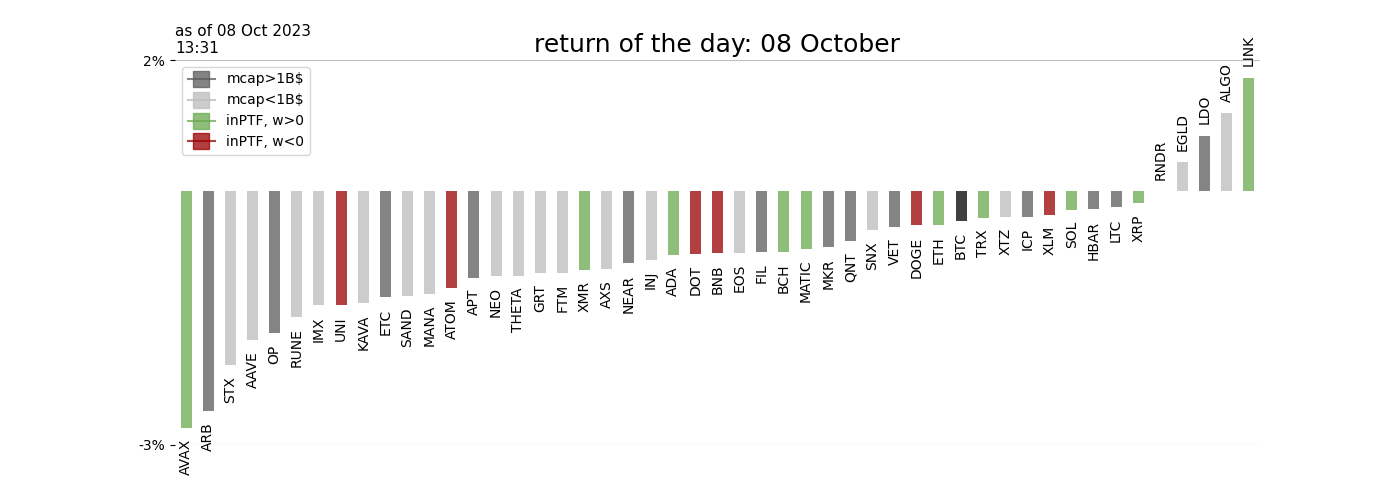 as of 08 Oct 2023
13:31
return of the day: 08 October
2%
mcap>1B$
mcap<1B$
inPTF, w>0
inPTF, w<0
-3%
AVAX
ARB
STX
AAVE
OP
RUNE
IMX
UNI
KAVA
ETC
SAND
MANA
ATOM
APT
NEO
THETA
GRT
FTM
XMR
AXS
NEAR
INJ
ADA
DOT
BNB
EOS
FIL
BCH
MATIC
MKR
QNT
SNX
VET
DOGE
ETH
BTC
TRX
XTZ
ICP
XLM
SOL
HBAR
LTC
XRP
RNDR
EGLD
LDO
ALGO
LINK